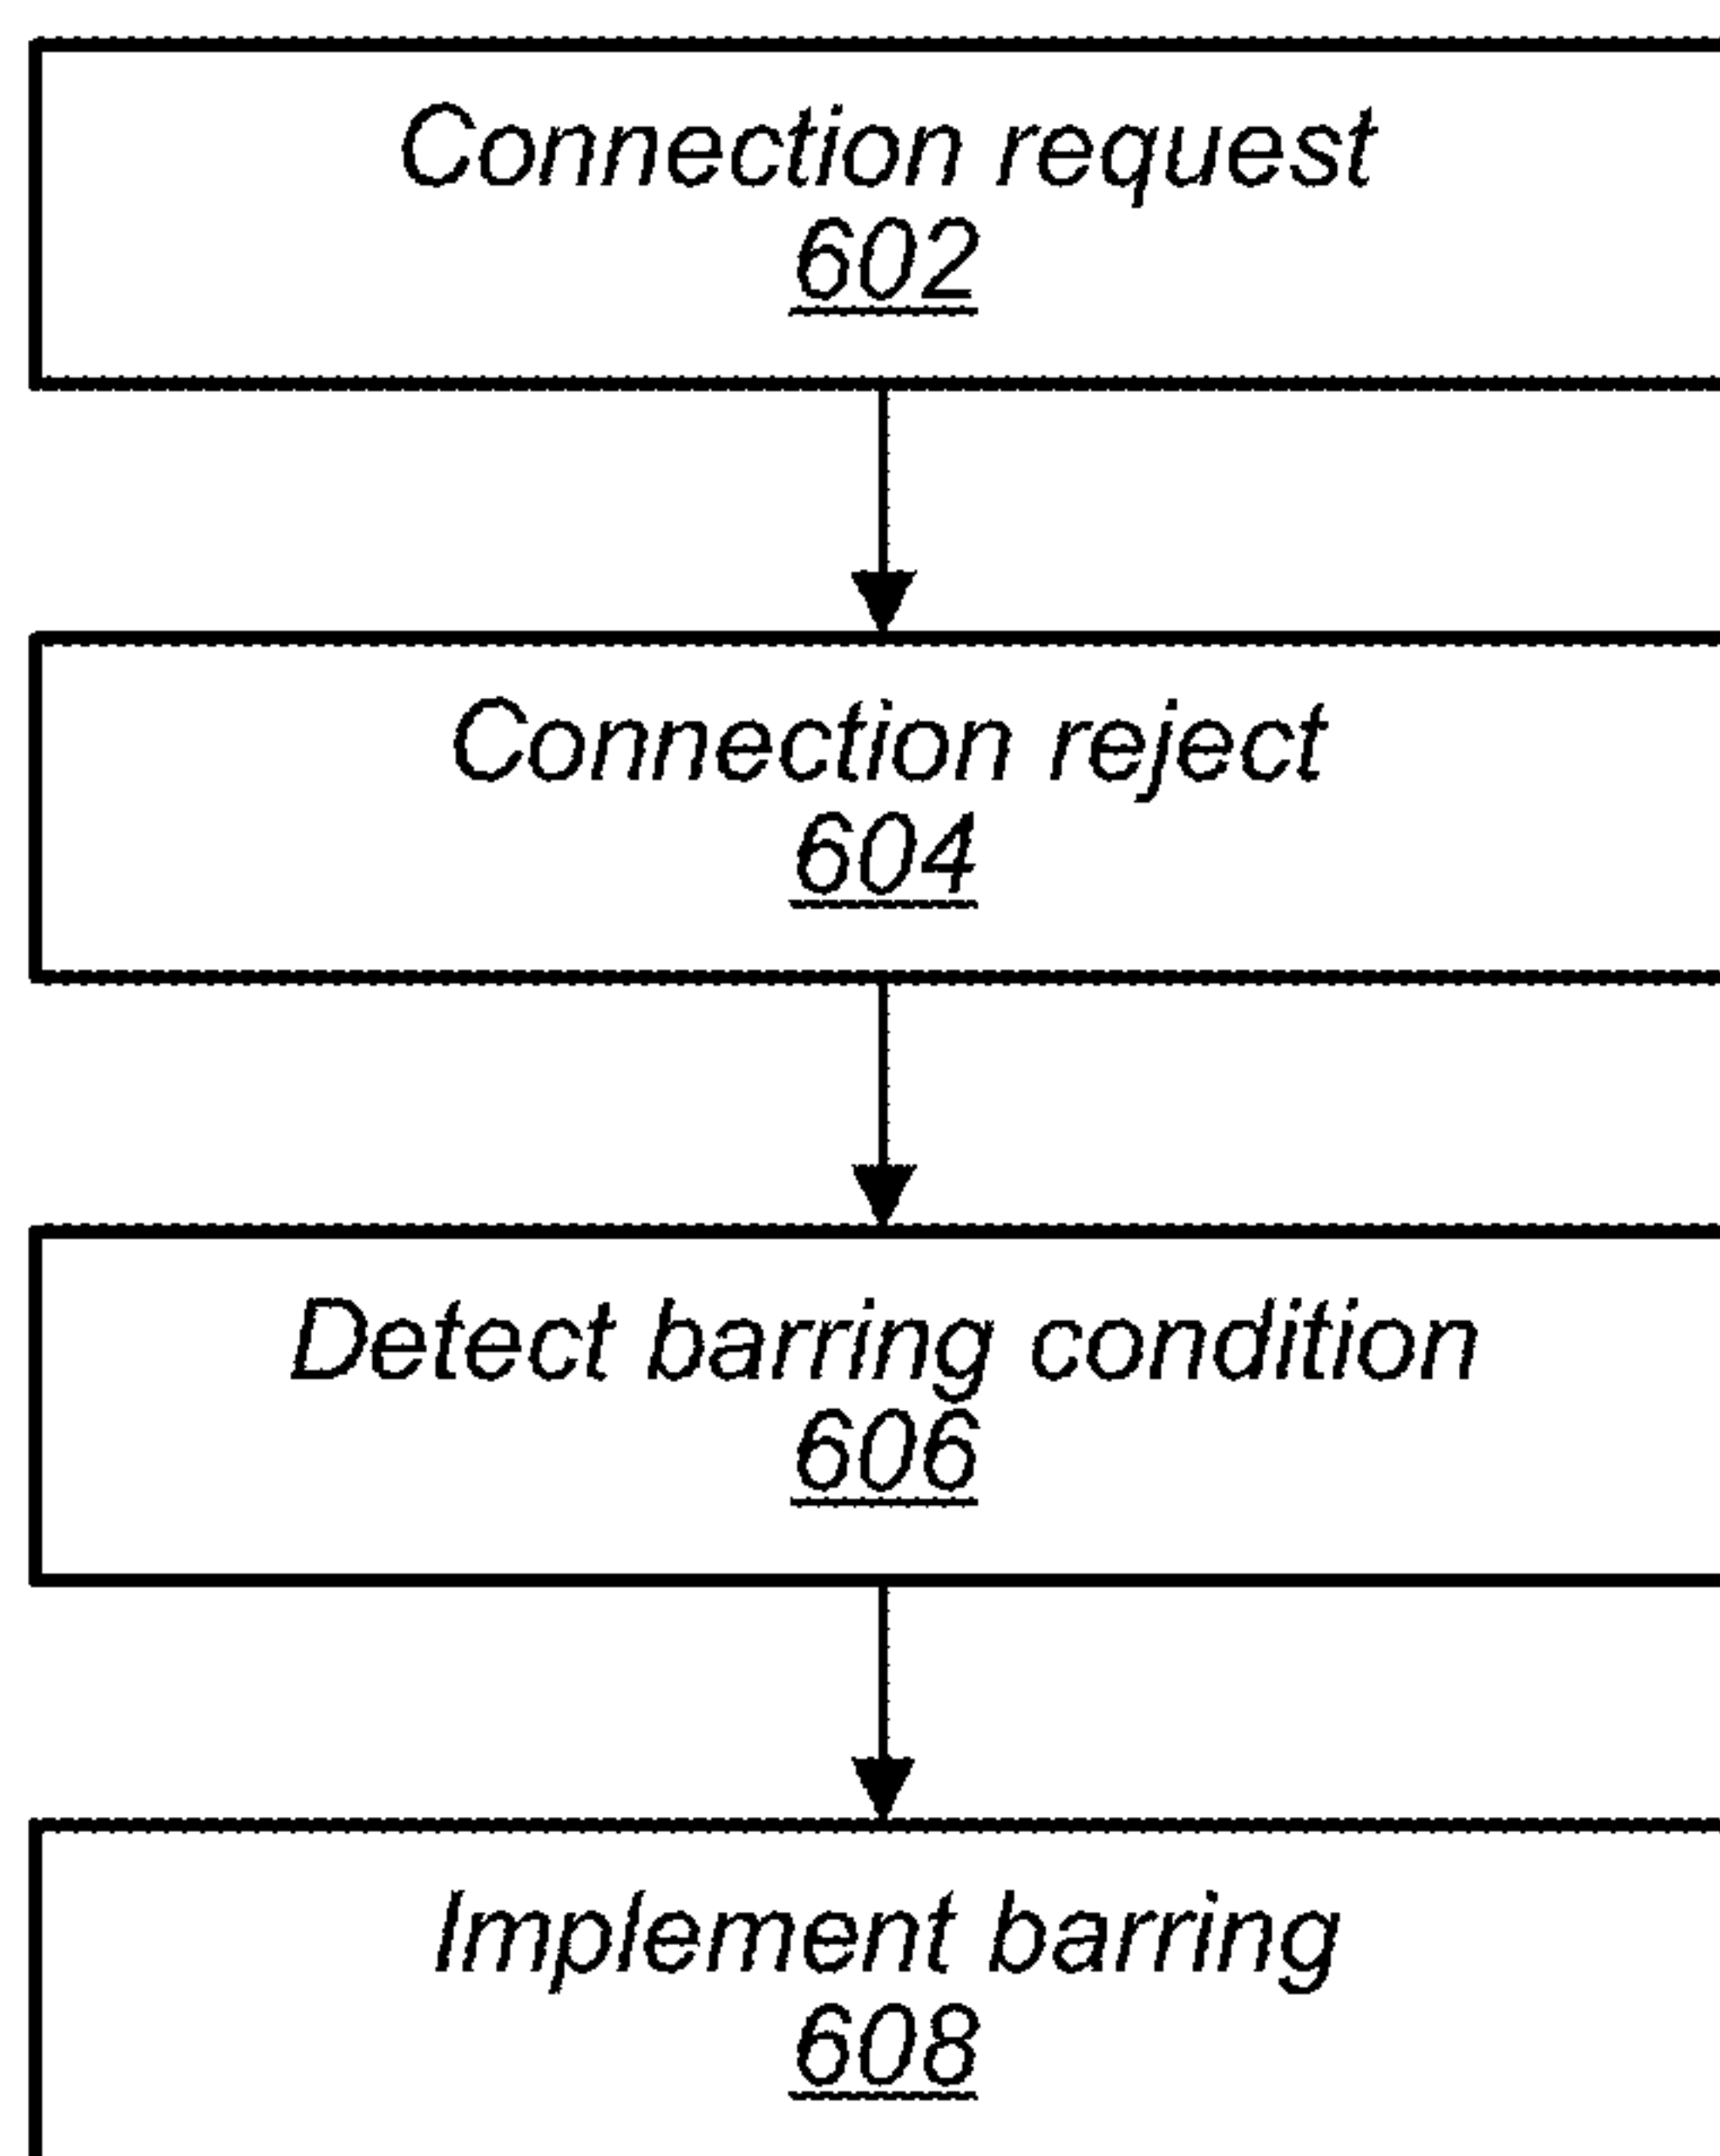 Connection request
602
Connection reject
604
Detect barring condition
606
Implement barring
608